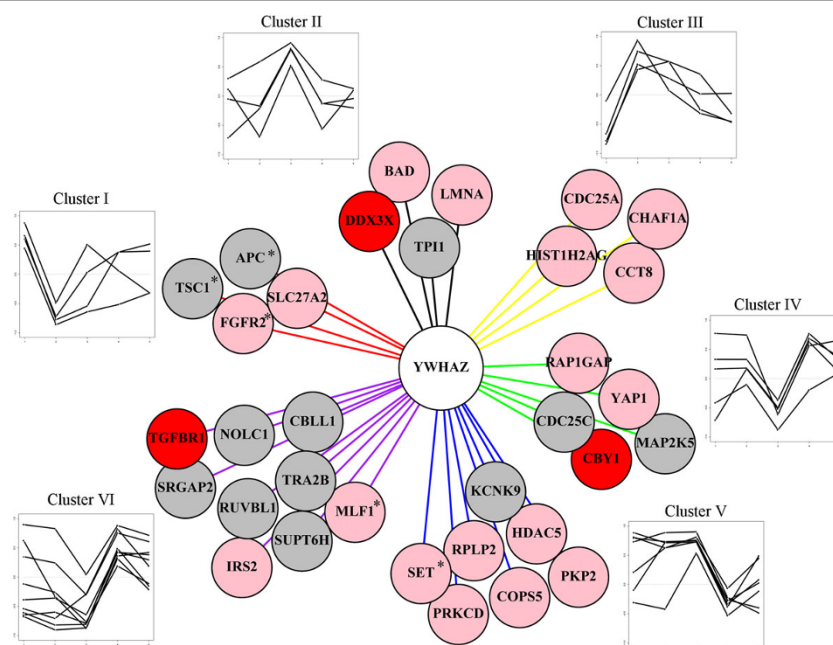 Cluster II
Cluster III
BAD
LMNA
CDC25A
DDX3X
CHAF1A
Cluster I
TPI1
HIST1H2AG
APC*
CCT8
TSC1*
SLC27A2
FGFR2*
Cluster IV
YWHAZ
RAP1GAP
YAP1
CBLL1
CDC25C
TGFBR1
NOLC1
MAP2K5
CBY1
SRGAP2
TRA2B
KCNK9
Cluster VI
RUVBL1
MLF1*
Cluster V
HDAC5
SUPT6H
RPLP2
IRS2
SET*
PKP2
COPS5
PRKCD